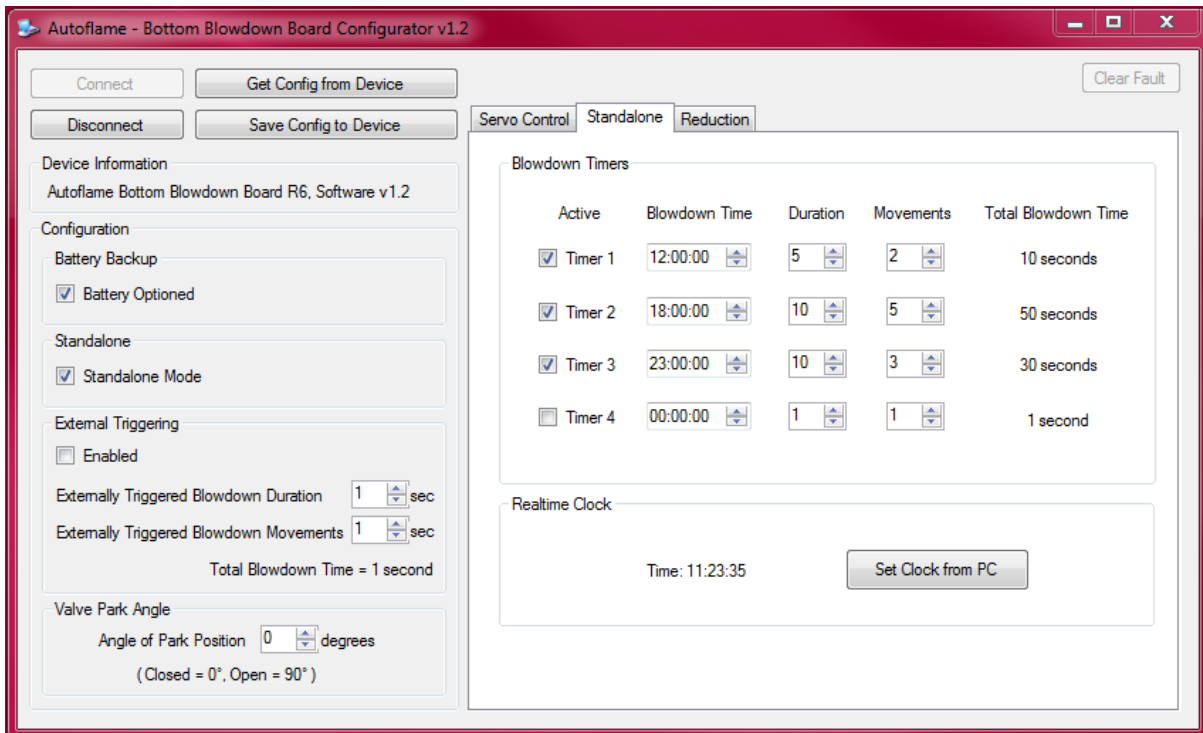 Autoflame - Bottom Blowdown Board Configurator v1.2
Connect
Get Config from Device
Clear Fault
Disconnect
Save Config to Device
Servo Control
Standalone
Reduction
Device Information
Autoflame Bottom Blowdown Board R6, Software v1.2
Configuration
Battery Backup
Battery Optioned
Standalone
Standalone Mode
External Triggering
Enabled
Externally Triggered Blowdown Duration 1 sec
Externally Triggered Blowdown Movements 1 sec
Total Blowdown Time = 1 second
Valve Park Angle
Angle of Park Position 0 degrees
( Closed = 0°, Open = 90° )
Blowdown Timers
Active Blowdown Time Duration Movements Total Blowdown Time
Timer 1 12:00:00 5 2 10 seconds
Timer 2 18:00:00 10 5 50 seconds
Timer 3 23:00:00 10 3 30 seconds
Timer 4 00:00:00 1 1 1 second
Realtime Clock
Time: 11:23:35
Set Clock from PC